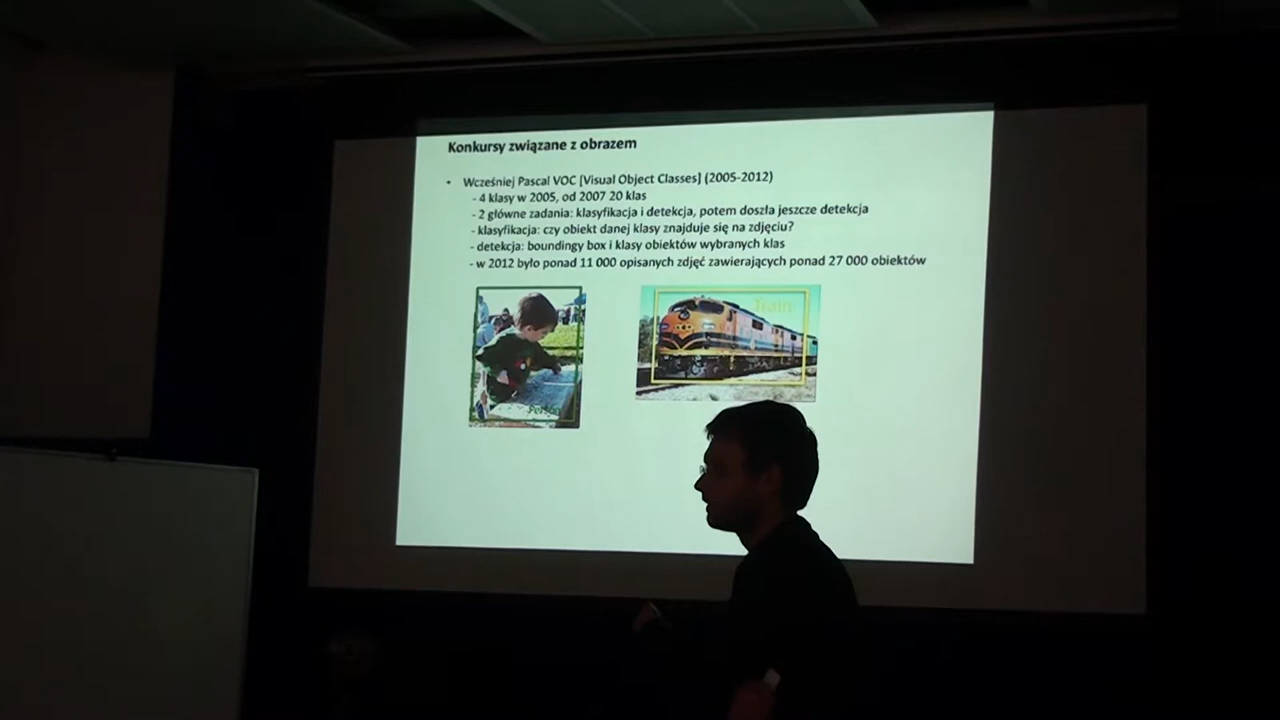 Konkursy związane z obrazem
• Wcześniej Pascal VOC [Visual Object Classes] (2005-2012)
- 4 klasy w 2005, od 2007 20 klas
- 2 główne zadania: klasyfikacja i detekcja, potem doszła jeszcze detekcja
- klasyfikacja: czy obiekt danej klasy znajduje się na zdjęciu?
- detekcja: boundingy box i klasy obiektów wybranych klas
- w 2012 było ponad 11 000 opisanych zdjęć zawierających ponad 27 000 obiektów
Train
Person